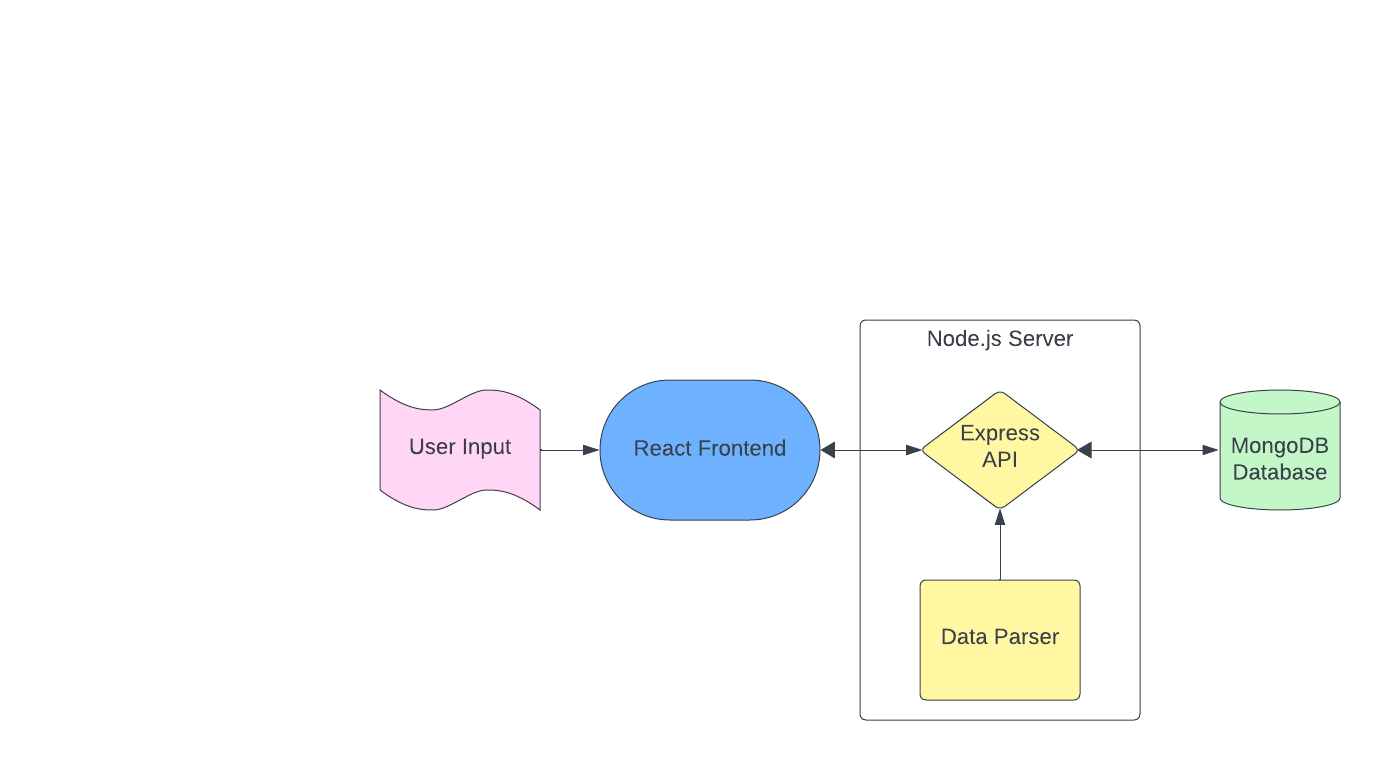 Node.js Server
User Input
React Frontend
Express
API
MongoDB
Database
Data Parser